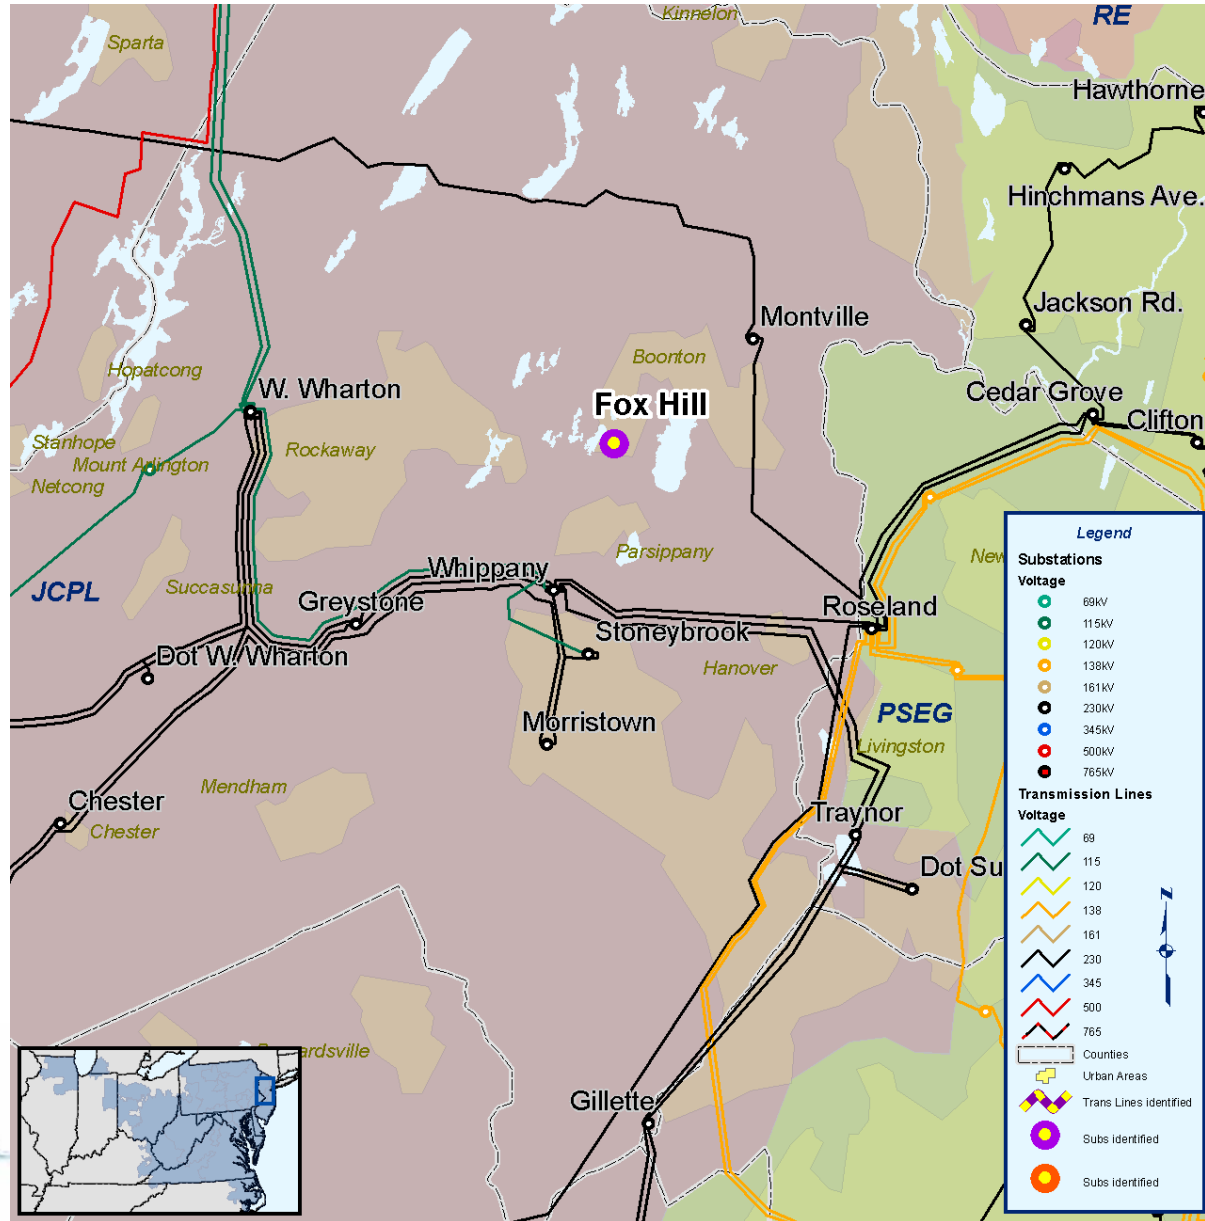 Kinnelon
RE
Sparta
Hawthorne
Hinchmans Ave.
Jackson Rd.
Montville
Boonton
Hopatcong
W. Wharton
Fox Hill
Cedar Grove
Clifton
Stanhope
Mount Arlington
Netcong
Rockaway
Legend
Substations
Voltage
69kV
115kV
120kV
138kV
161kV
230kV
345kV
500kV
765kV
Transmission Lines
Voltage
69
115
120
138
161
230
345
500
765
Counties
Urban Areas
Trans Lines identified
Subs identified
Subs identified
N
New
Parsippany
Whippany
JCPL
Succasunna
Greystone
Roseland
Stoneybrook
Dot W. Wharton
Hanover
Morristown
PSEG
Livingston
Mendham
Chester
Chester
Traynor
Dot Su
Gillette